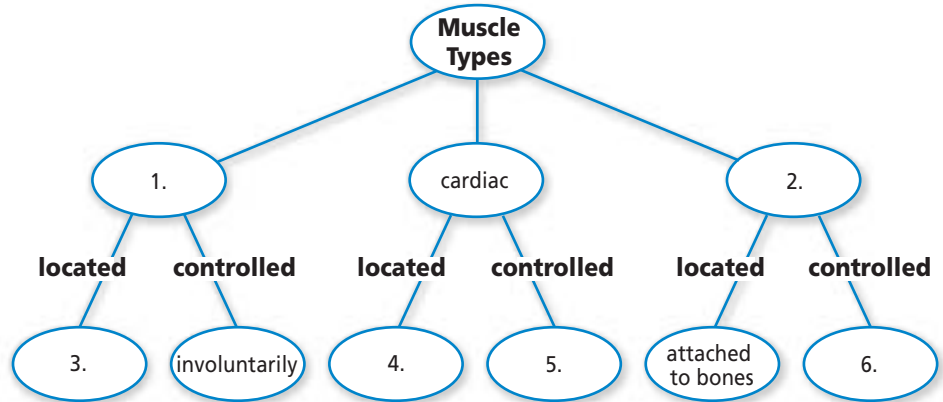 Muscle
Types
1.
cardiac
2.
located
controlled
located
controlled
located
controlled
3.
involuntarily
4.
5.
attached
to bones
6.